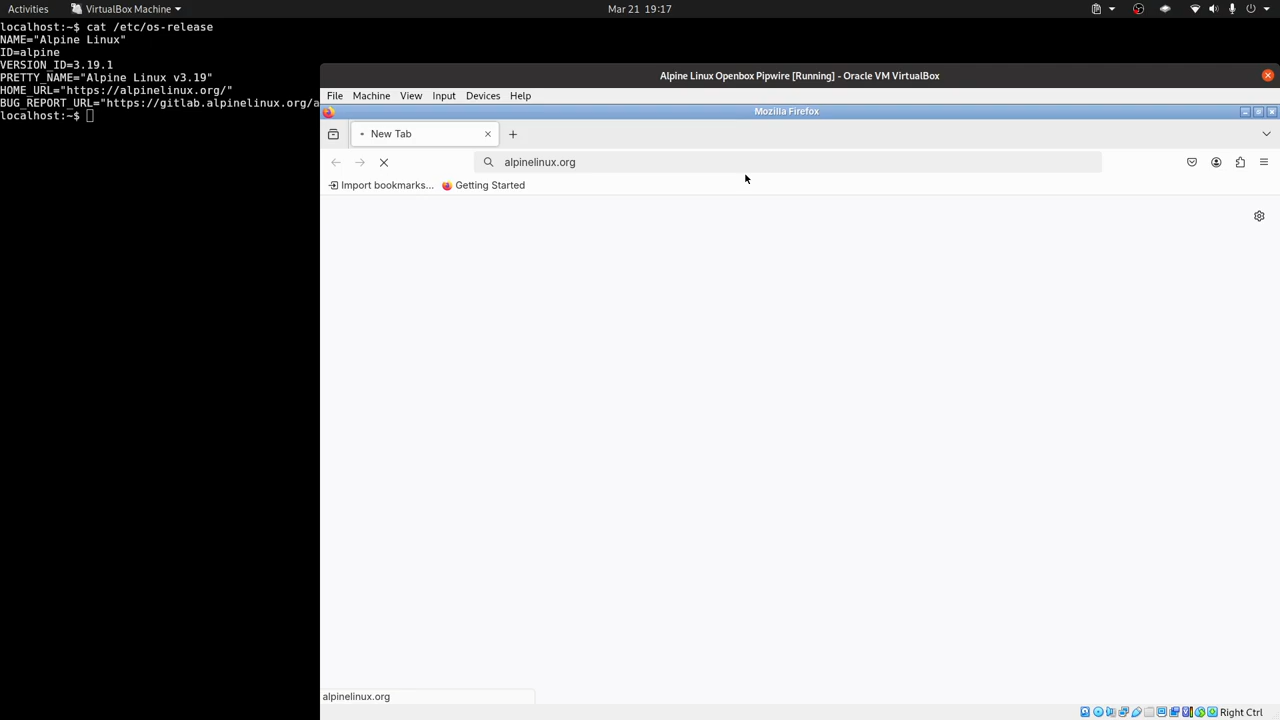 Activities VirtualBox Machine Mar 21 19:17
localhost:~$ cat /etc/os-release
NAME="Alpine Linux"
ID=alpine
VERSION_ID=3.19.1
PRETTY_NAME="Alpine Linux v3.19"
HOME_URL="https://alpinelinux.org/"
BUG_REPORT_URL="https://gitlab.alpinelinux.org/a
localhost:~$
Alpine Linux Openbox Pipwire [Running] - Oracle VM VirtualBox
File Machine View Input Devices Help
Mozilla Firefox
New Tab
alpinelinux.org
Import bookmarks... Getting Started
alpinelinux.org
Right Ctrl